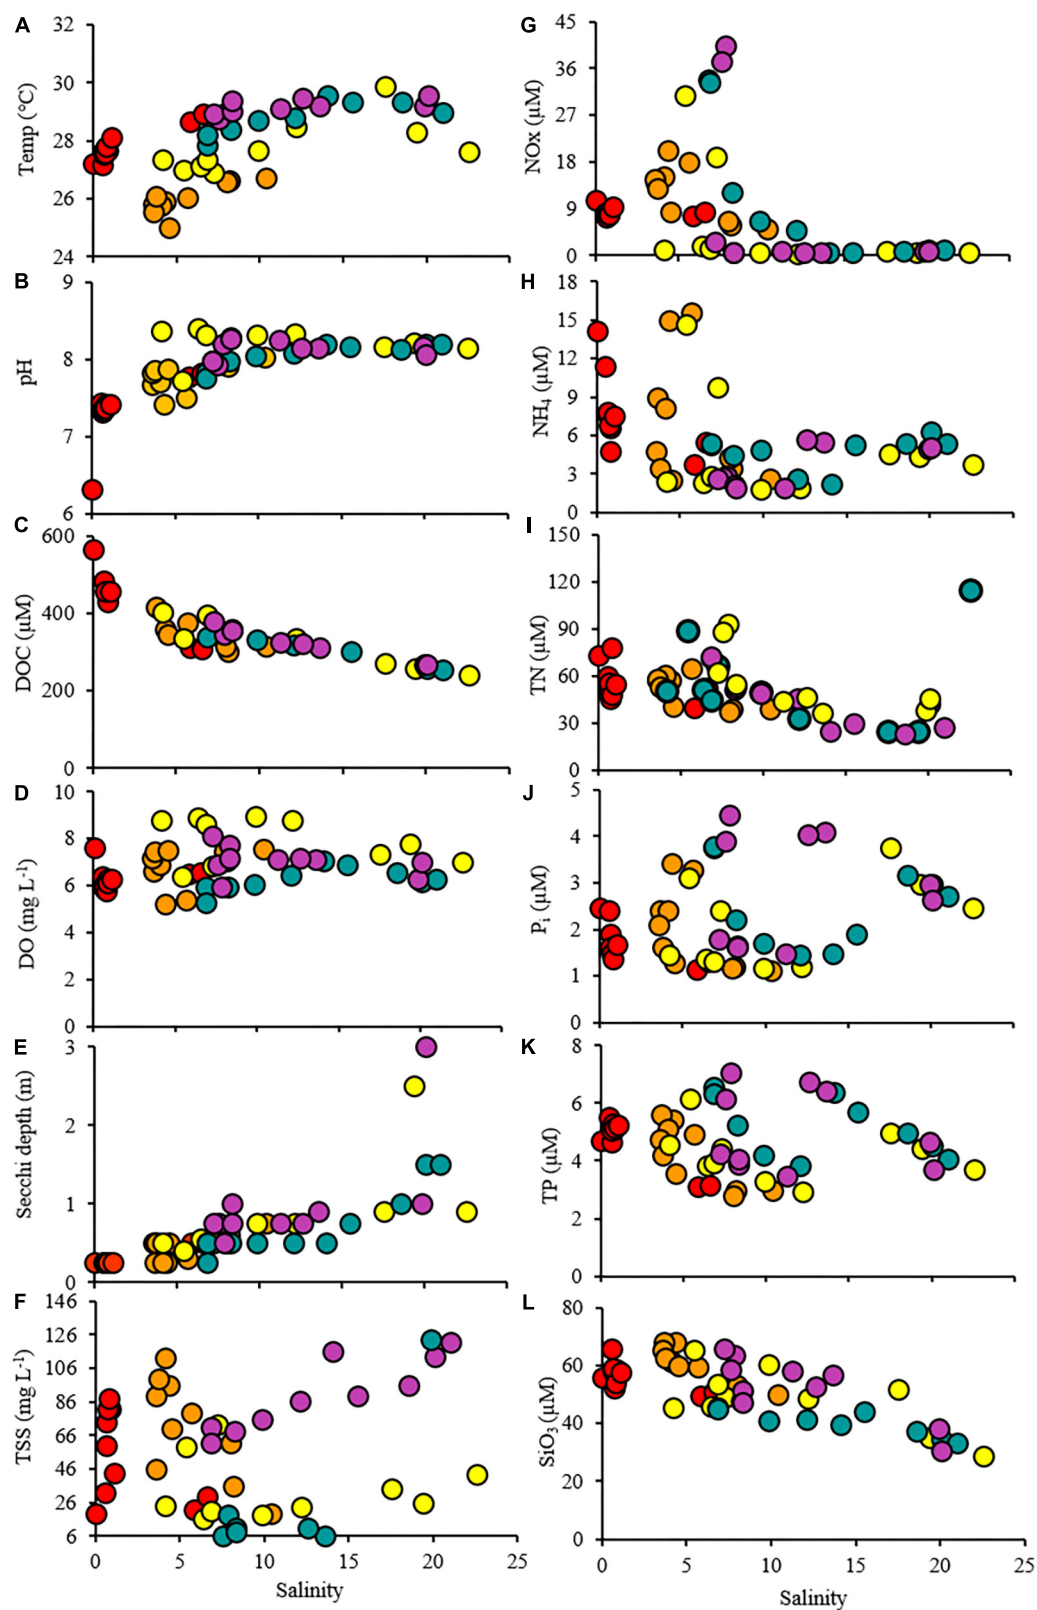 A
32
30
28
26
24
Temp (°C)
B
9
8
7
6
pH
C
600
400
200
0
DOC (µM)
D
10
8
6
4
2
0
DO (mg L-1)
E
3
2
1
0
Secchi depth (m)
F
146
126
106
86
66
46
26
6
TSS (mg L-1)
0 5 10 15 20 25
Salinity
G
45
36
27
18
9
0
NOx (µM)
H
18
15
12
9
6
3
0
NH4 (µM)
I
150
120
90
60
30
0
TN (µM)
J
5
4
3
2
1
0
Pi (µM)
K
8
6
4
2
0
TP (µM)
L
80
60
40
20
0
SiO3 (µM)
0 5 10 15 20 25
Salinity